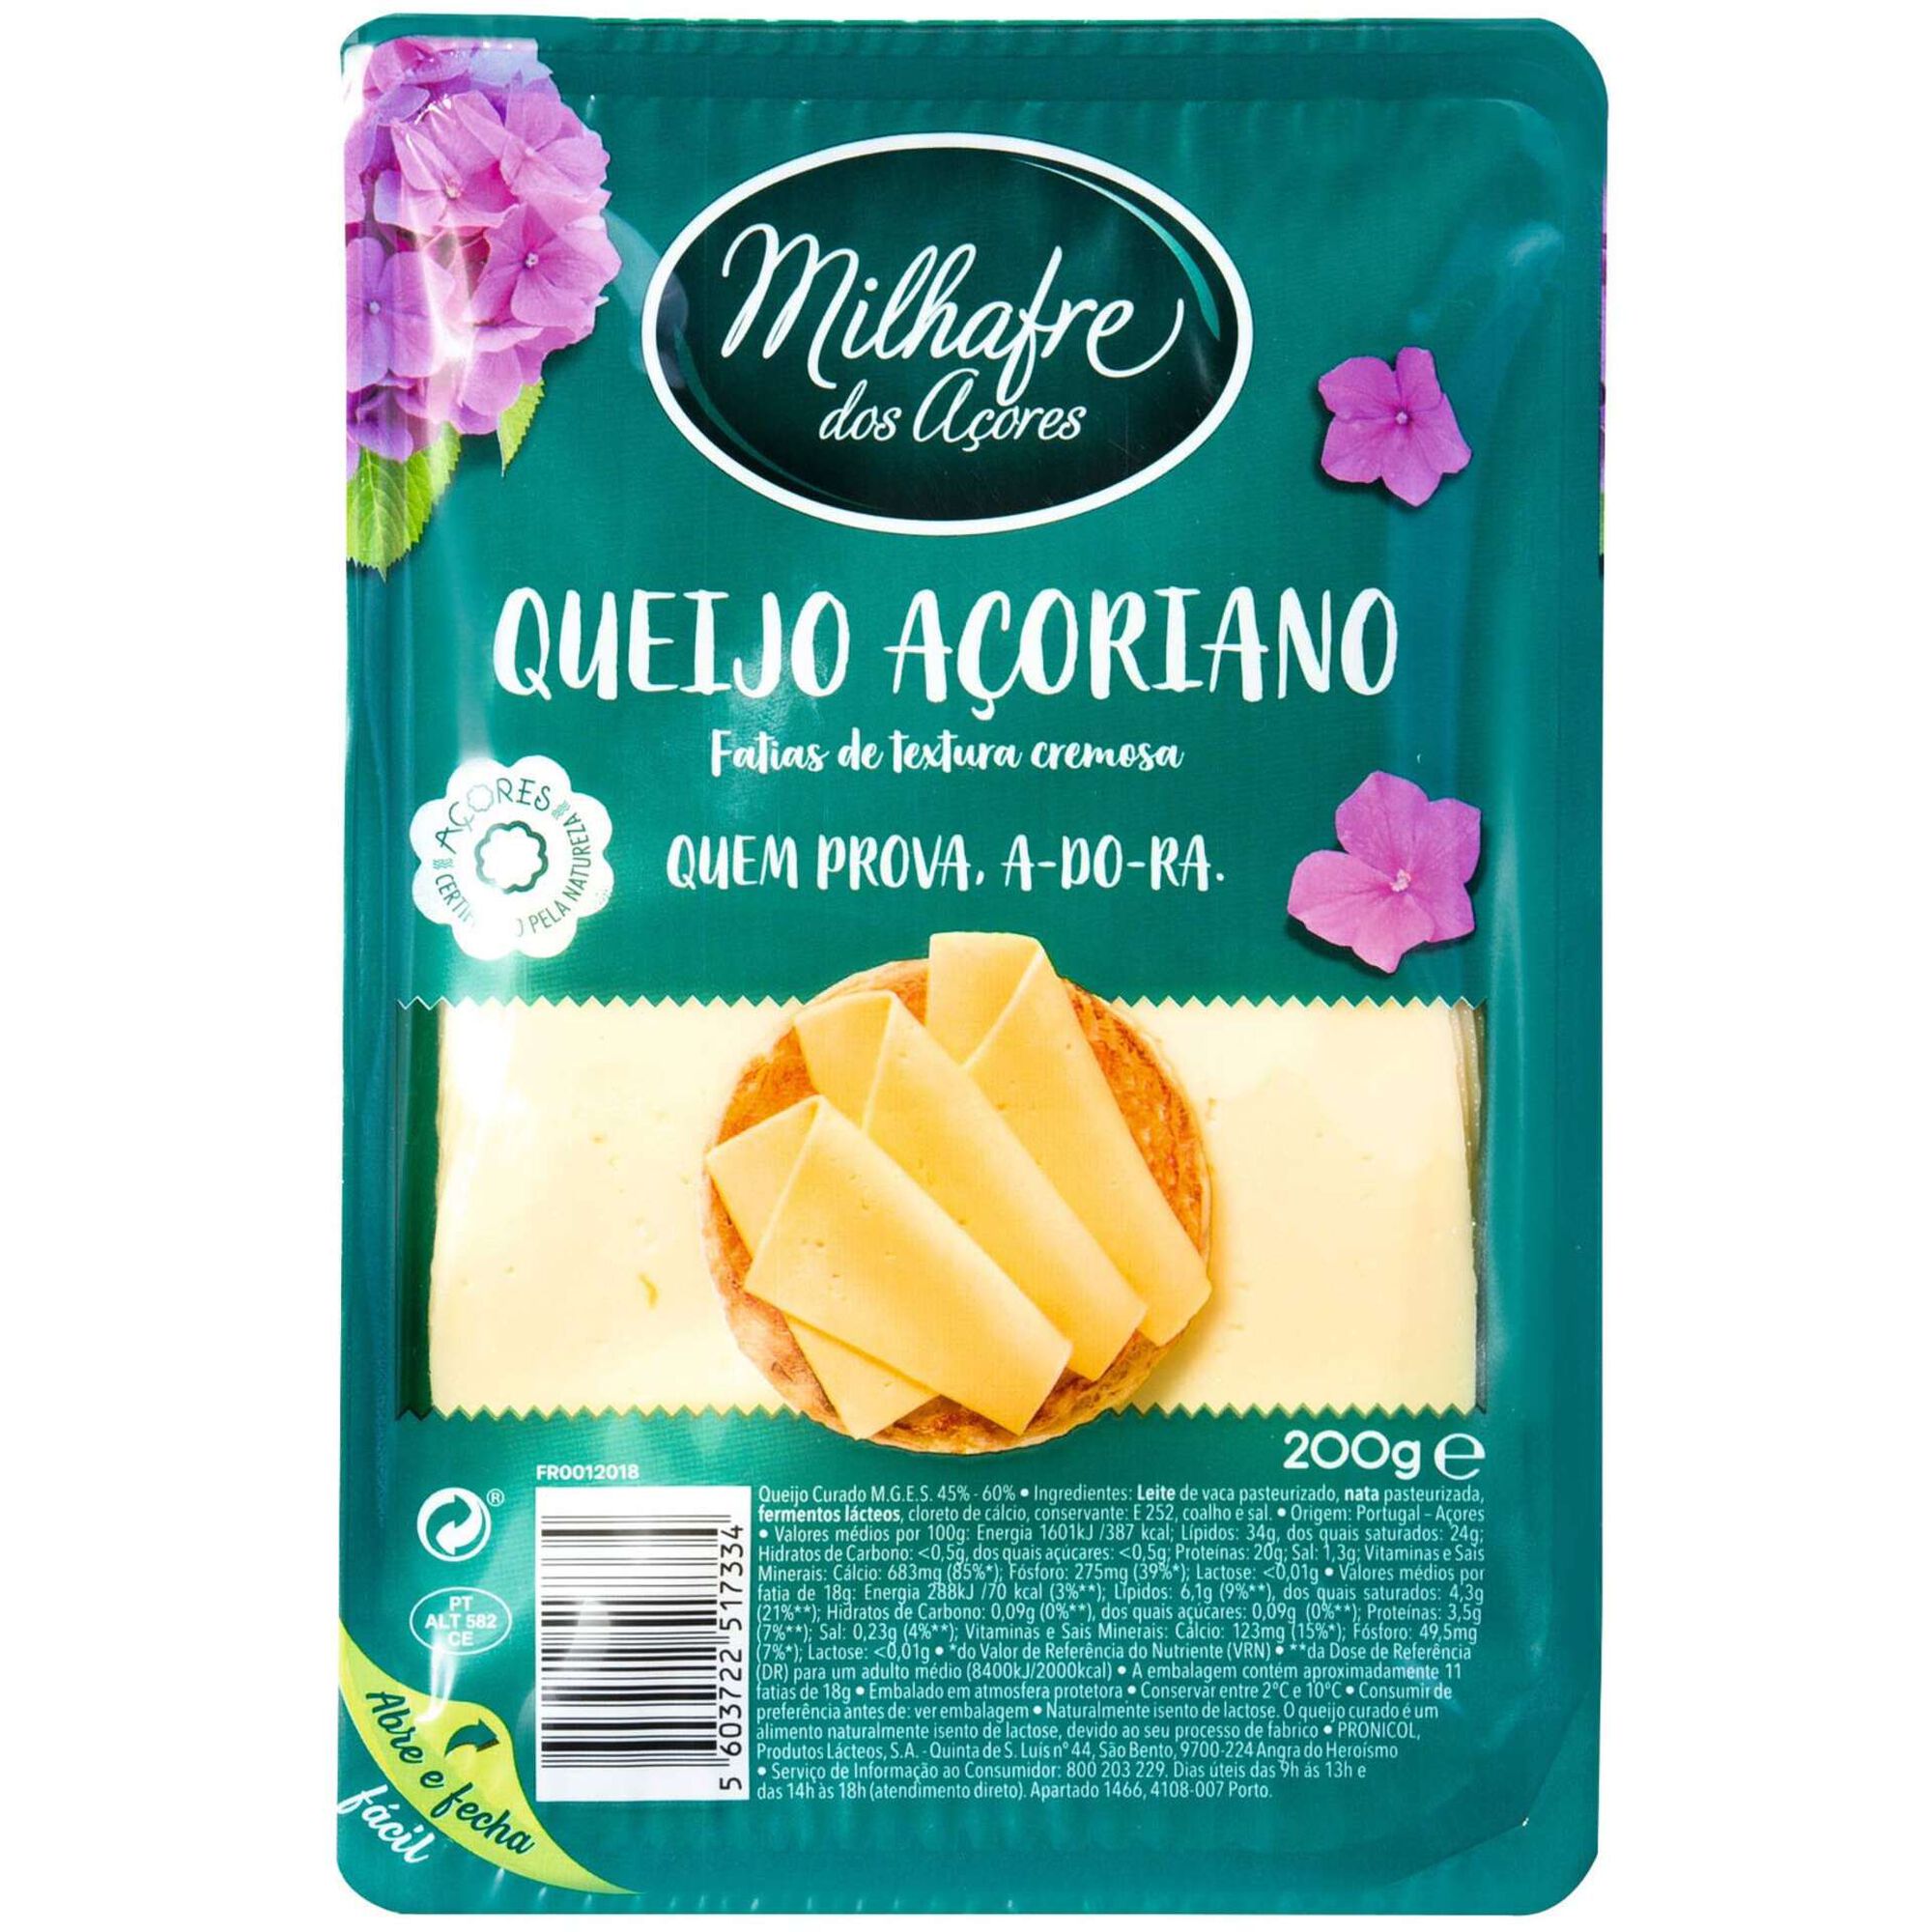 Milhafre
dos Açores
QUEIJO AÇORIANO
Fatias de textura cremosa
AÇORES
PELA NATUREZA
QUEM PROVA, A-DO-RA.
200g e
FR0012018
5 603722 517334
®
PT
ALT 582
CE
Abre e fecha
fácil
Queijo Curado M.G.E.S. 45% - 60% • Ingredientes: Leite de vaca pasteurizado, nata pasteurizada,
fermentos lácteos, cloreto de cálcio, conservante: E 252, coalho e sal. • Origem: Portugal – Açores
• Valores médios por 100g: Energia 1601kJ /387 kcal; Lípidos: 34g, dos quais saturados: 24g;
Hidratos de Carbono: <0,5g, dos quais açúcares: <0,5g; Proteínas: 20g; Sal: 1,3g; Vitaminas e Sais
Minerais: Cálcio: 683mg (85%*); Fósforo: 275mg (39%*); Lactose: <0,01g • Valores médios por
fatia de 18g: Energia 288kJ /70 kcal (3%**); Lípidos: 6,1g (9%**), dos quais saturados: 4,3g
(21%**); Hidratos de Carbono: 0,09g (0%**), dos quais açúcares: 0,09g (0%**); Proteínas: 3,5g
(7%**); Sal: 0,23g (4%**); Vitaminas e Sais Minerais: Cálcio: 123mg (15%*); Fósforo: 49,5mg
(7%*); Lactose: <0,01g • *do Valor de Referência do Nutriente (VRN) • **da Dose de Referência
(DR) para um adulto médio (8400kJ/2000kcal) • A embalagem contém aproximadamente 11
fatias de 18g • Embalado em atmosfera protetora • Conservar entre 2°C e 10°C • Consumir de
preferência antes de: ver embalagem • Naturalmente isento de lactose. O queijo curado é um
alimento naturalmente isento de lactose, devido ao seu processo de fabrico • PRONICOL,
Produtos Lácteos, S.A. - Quinta de S. Luís nº 44, São Bento, 9700-224 Angra do Heroísmo
• Serviço de Informação ao Consumidor: 800 203 229. Dias úteis das 9h ás 13h e
das 14h às 18h (atendimento direto). Apartado 1466, 4108-007 Porto.